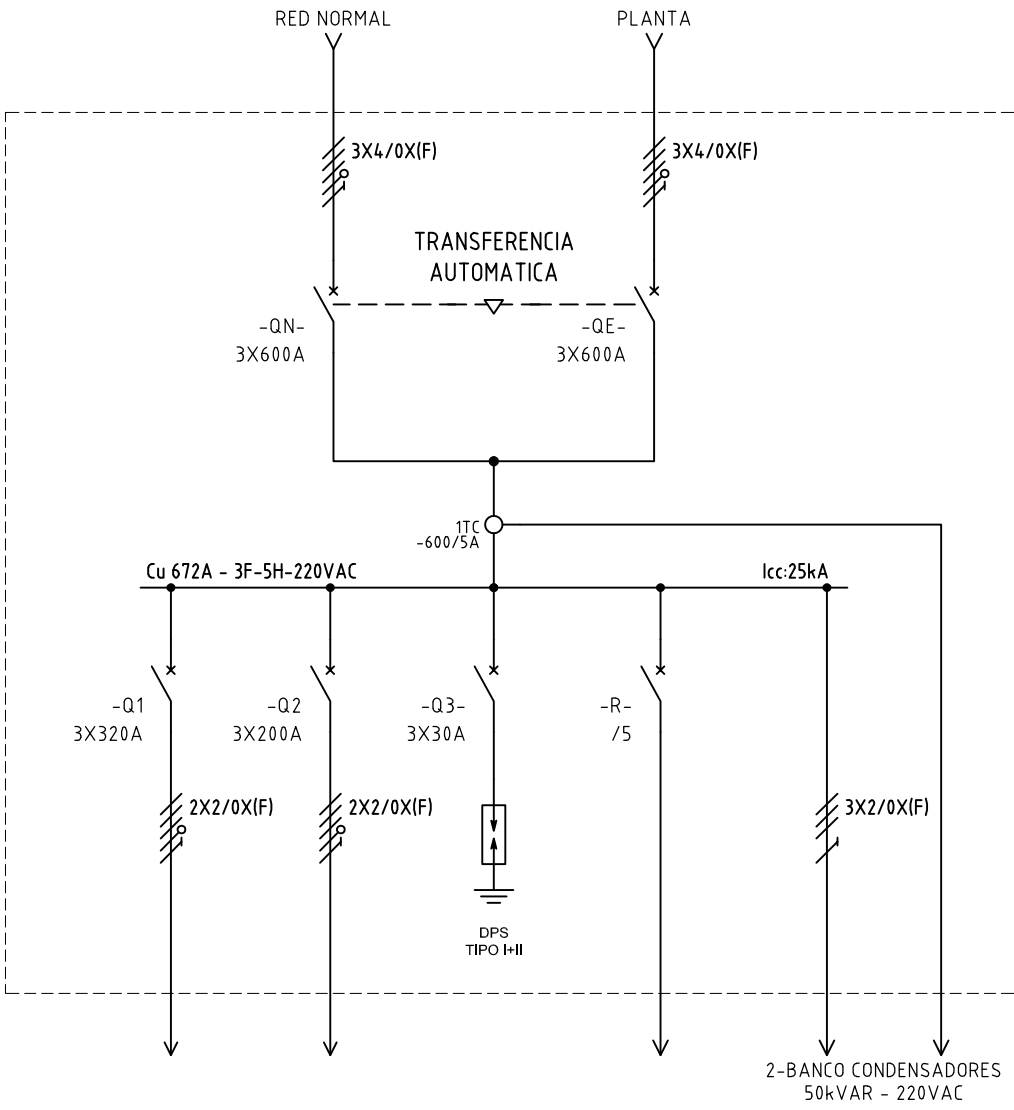 RED NORMAL
PLANTA
3X4/0X(F)
3X4/0X(F)
TRANSFERENCIA
AUTOMATICA
-QN-
3X600A
-QE-
3X600A
1TC
-600/5A
Cu 672A - 3F-5H-220VAC
Icc:25kA
-Q1
3X320A
-Q2
3X200A
-Q3-
3X30A
-R-
/5
2X2/0X(F)
2X2/0X(F)
3X2/0X(F)
DPS
TIPO I+II
2-BANCO CONDENSADORES
50kVAR - 220VAC